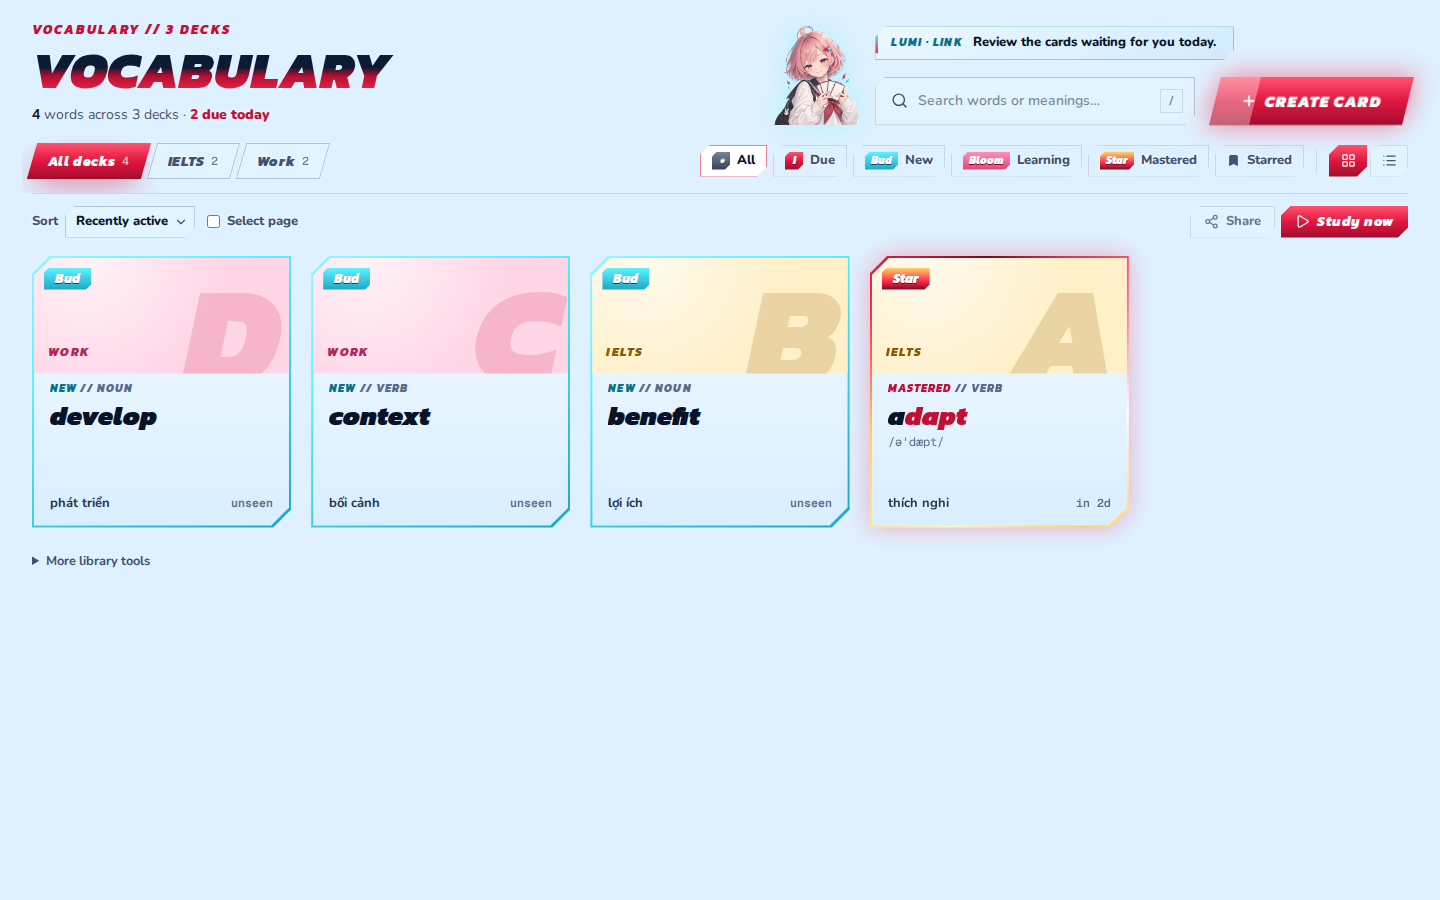 VOCABULARY // 3 DECKS
VOCABULARY
4 words across 3 decks · 2 due today
LUMI · LINK Review the cards waiting for you today.
Search words or meanings... /
+ CREATE CARD
All decks 4 IELTS 2 Work 2
All ! Due Bud New Bloom Learning Star Mastered Starred
Sort Recently active Select page
Share Study now
Bud
D
WORK
NEW // NOUN
develop
phát triển unseen
Bud
C
WORK
NEW // VERB
context
bối cảnh unseen
Bud
B
IELTS
NEW // NOUN
benefit
lợi ích unseen
Star
A
IELTS
MASTERED // VERB
adapt
/əˈdæpt/
thích nghi in 2d
More library tools